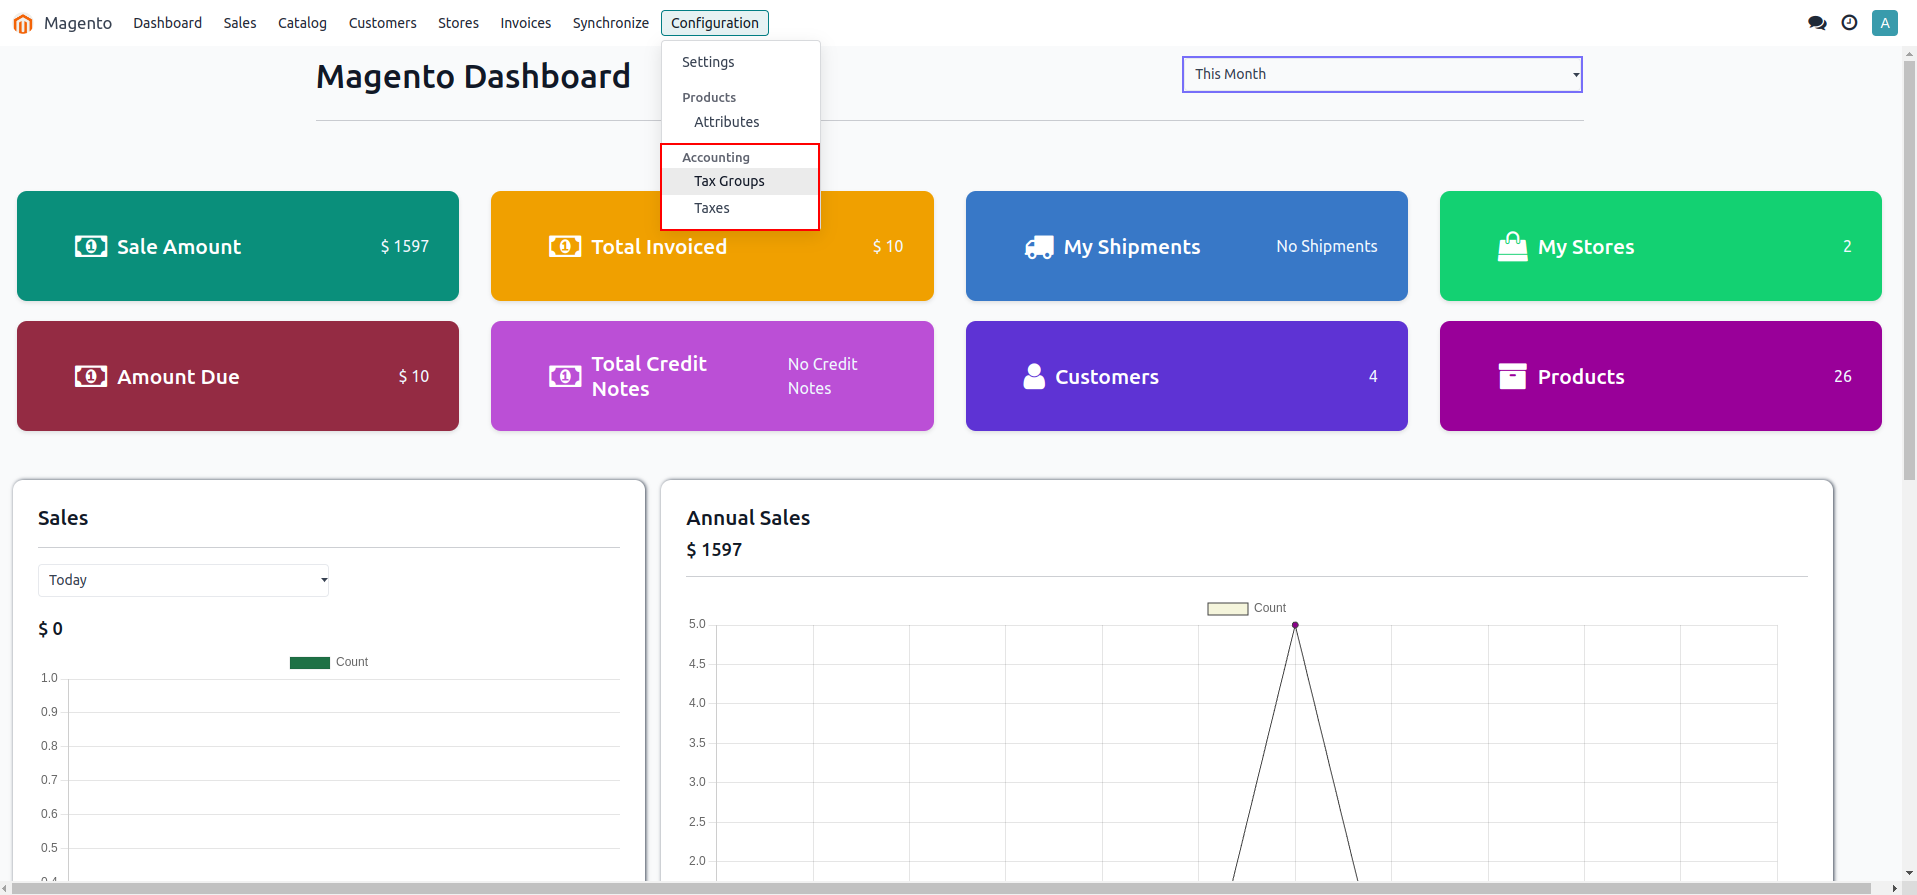 Magento Dashboard Sales Catalog Customers Stores Invoices Synchronize Configuration A
Settings
Products
Attributes
Accounting
Tax Groups
Taxes
Magento Dashboard
This Month
Sale Amount $ 1597
Total Invoiced $ 10
My Shipments No Shipments
My Stores 2
Amount Due $ 10
Total Credit
Notes
No Credit
Notes
Customers 4
Products 26
Sales
Today
$ 0
Count
1.0
0.9
0.8
0.7
0.6
0.5
0.4
Annual Sales
$ 1597
Count
5.0
4.5
4.0
3.5
3.0
2.5
2.0